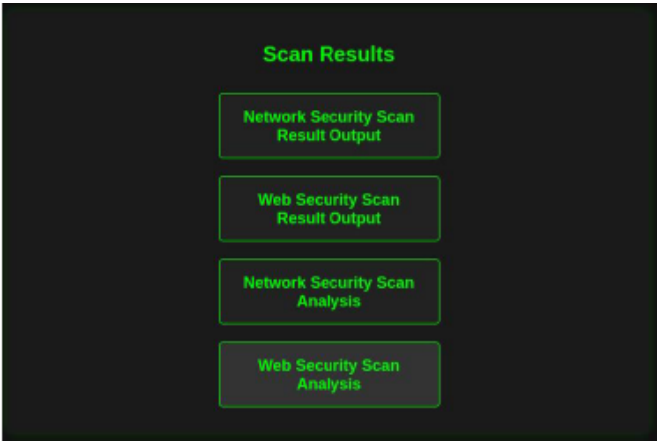 Scan Results
Network Security Scan
Result Output
Web Security Scan
Result Output
Network Security Scan
Analysis
Web Security Scan
Analysis